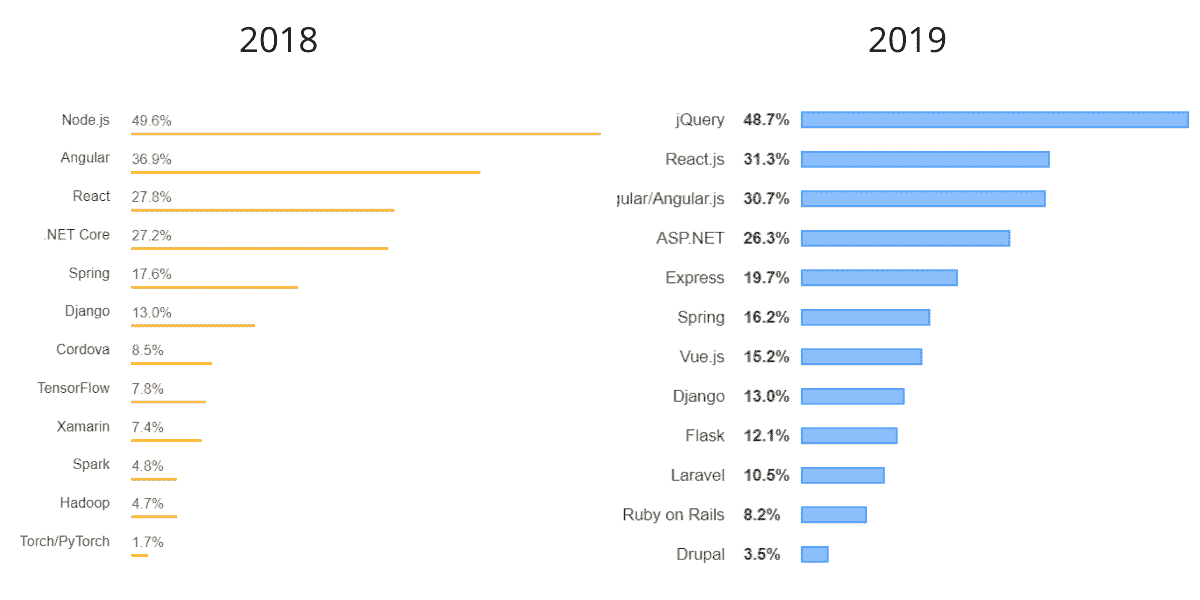 2018
Node.js 49.6%
Angular 36.9%
React 27.8%
.NET Core 27.2%
Spring 17.6%
Django 13.0%
Cordova 8.5%
TensorFlow 7.8%
Xamarin 7.4%
Spark 4.8%
Hadoop 4.7%
Torch/PyTorch 1.7%
2019
jQuery 48.7%
React.js 31.3%
gular/Angular.js 30.7%
ASP.NET 26.3%
Express 19.7%
Spring 16.2%
Vue.js 15.2%
Django 13.0%
Flask 12.1%
Laravel 10.5%
Ruby on Rails 8.2%
Drupal 3.5%